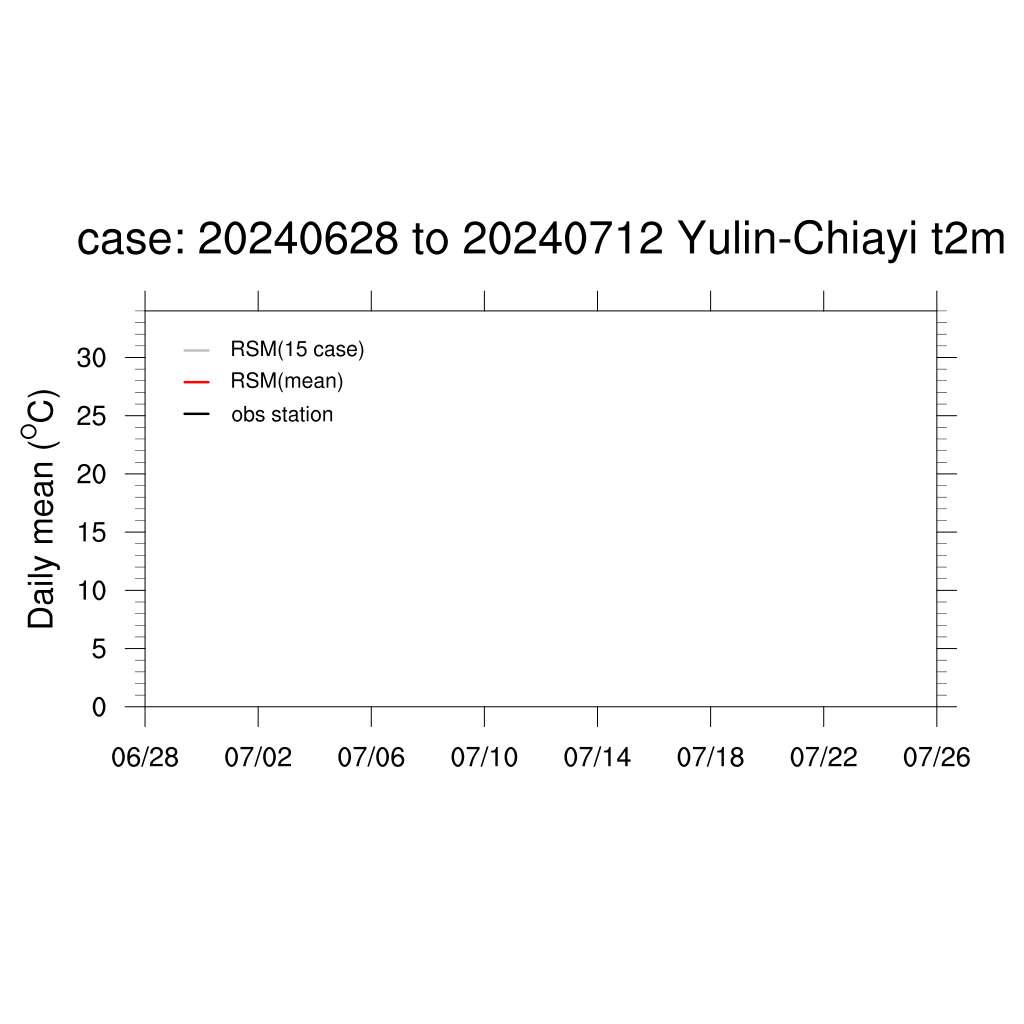 case: 20240628 to 20240712 Yulin-Chiayi t2m
RSM(15 case)
RSM(mean)
obs station
Daily mean (°C)
30
25
20
15
10
5
0
06/28 07/02 07/06 07/10 07/14 07/18 07/22 07/26